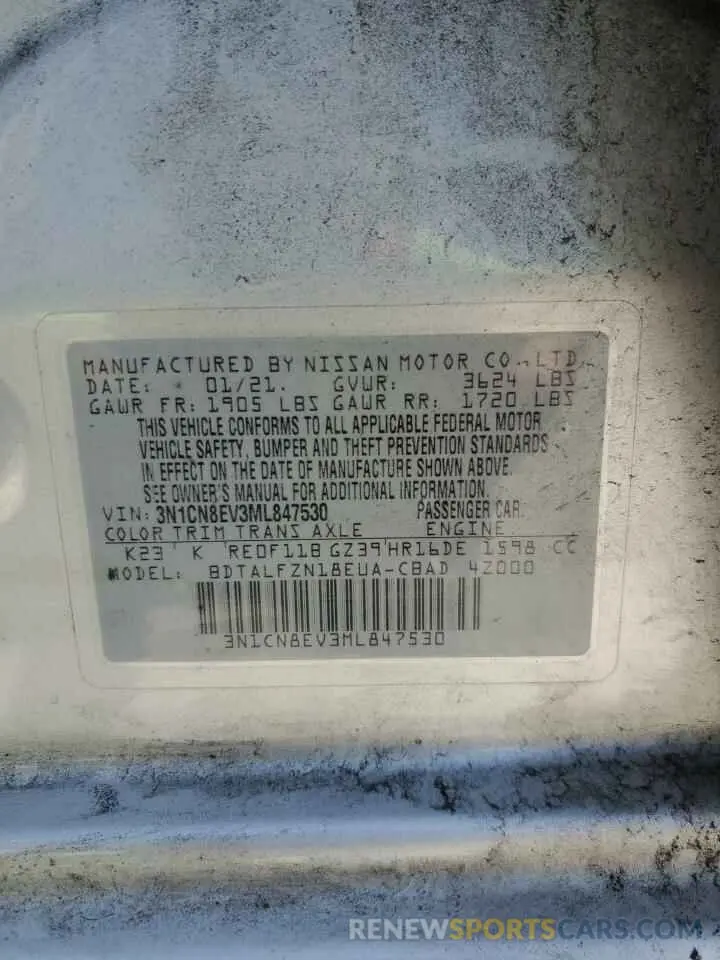 MANUFACTURED BY NISSAN MOTOR CO., LTD.
DATE: 01/21. GVWR: 3624 LBS
GAWR FR: 1905 LBS GAWR RR: 1720 LBS
THIS VEHICLE CONFORMS TO ALL APPLICABLE FEDERAL MOTOR
VEHICLE SAFETY, BUMPER AND THEFT PREVENTION STANDARDS
IN EFFECT ON THE DATE OF MANUFACTURE SHOWN ABOVE.
SEE OWNER'S MANUAL FOR ADDITIONAL INFORMATION.
VIN: 3N1CN8EV3ML847530 PASSENGER CAR
COLOR TRIM TRANS AXLE ENGINE
K23 K RE0F11B GZ39 HR16DE 1598 CC
MODEL: BDTALFZN18EUA-CBAD 4Z000
3N1CN8EV3ML847530
RENEWSPORTSCARS.COM